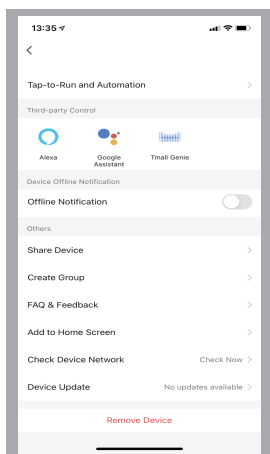 13:35
Tap-to-Run and Automation
Third-party Control
Alexa
Google Assistant
Tmall Genie
Device Offline Notification
Offline Notification
Others
Share Device
Create Group
FAQ & Feedback
Add to Home Screen
Check Device Network Check Now
Device Update No updates available
Remove Device